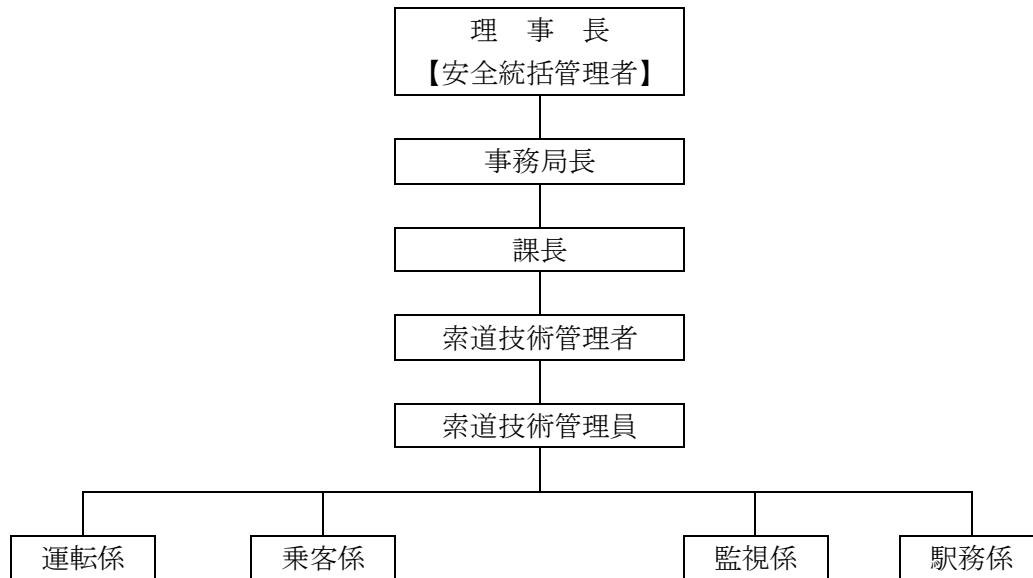 理　事　長
【安全統括管理者】
事務局長
課長
索道技術管理者
索道技術管理員
運転係
乗客係
監視係
駅務係